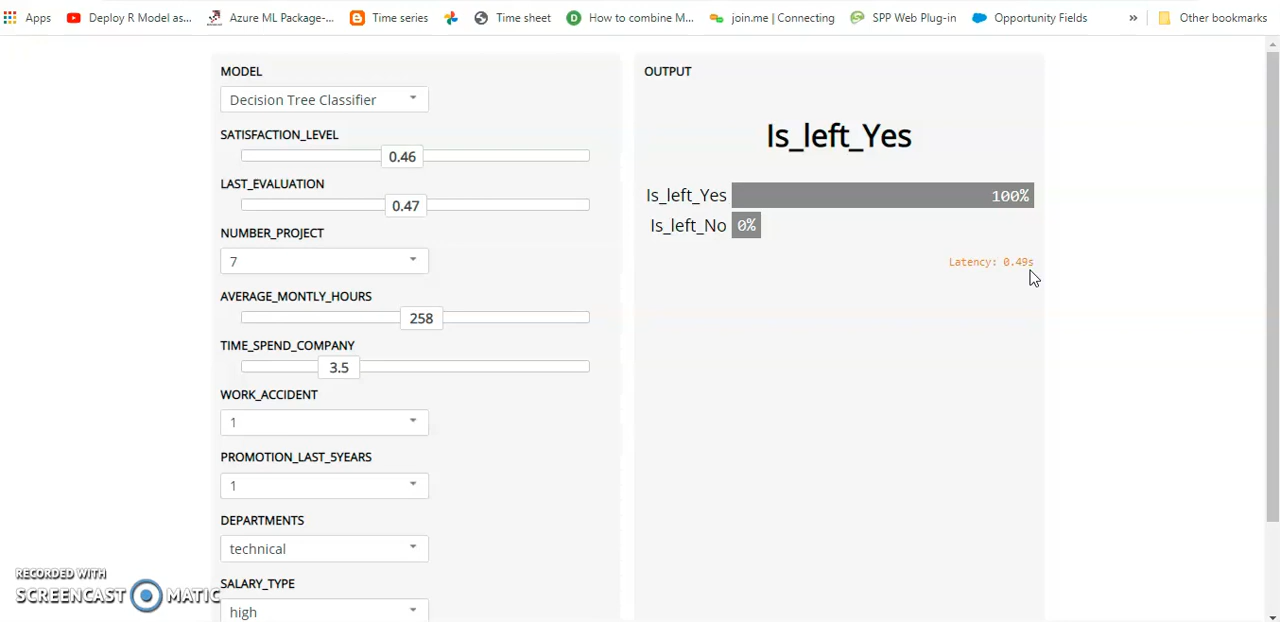 Apps Deploy R Model as... Azure ML Package-... Time series Time sheet How to combine M... join.me | Connecting SPP Web Plug-in Opportunity Fields » Other bookmarks
MODEL
Decision Tree Classifier
SATISFACTION_LEVEL
0.46
LAST_EVALUATION
0.47
NUMBER_PROJECT
7
AVERAGE_MONTLY_HOURS
258
TIME_SPEND_COMPANY
3.5
WORK_ACCIDENT
1
PROMOTION_LAST_5YEARS
1
DEPARTMENTS
technical
SALARY_TYPE
high
OUTPUT
Is_left_Yes
Is_left_Yes 100%
Is_left_No 0%
Latency: 0.49s
RECORDED WITH
SCREENCAST MATIC